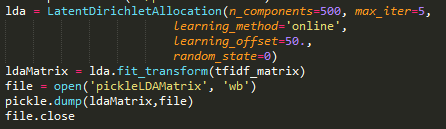 lda = LatentDirichletAllocation(n_components=500, max_iter=5,
learning_method='online',
learning_offset=50.,
random_state=0)
ldaMatrix = lda.fit_transform(tfidf_matrix)
file = open('pickleLDAMatrix', 'wb')
pickle.dump(ldaMatrix,file)
file.close